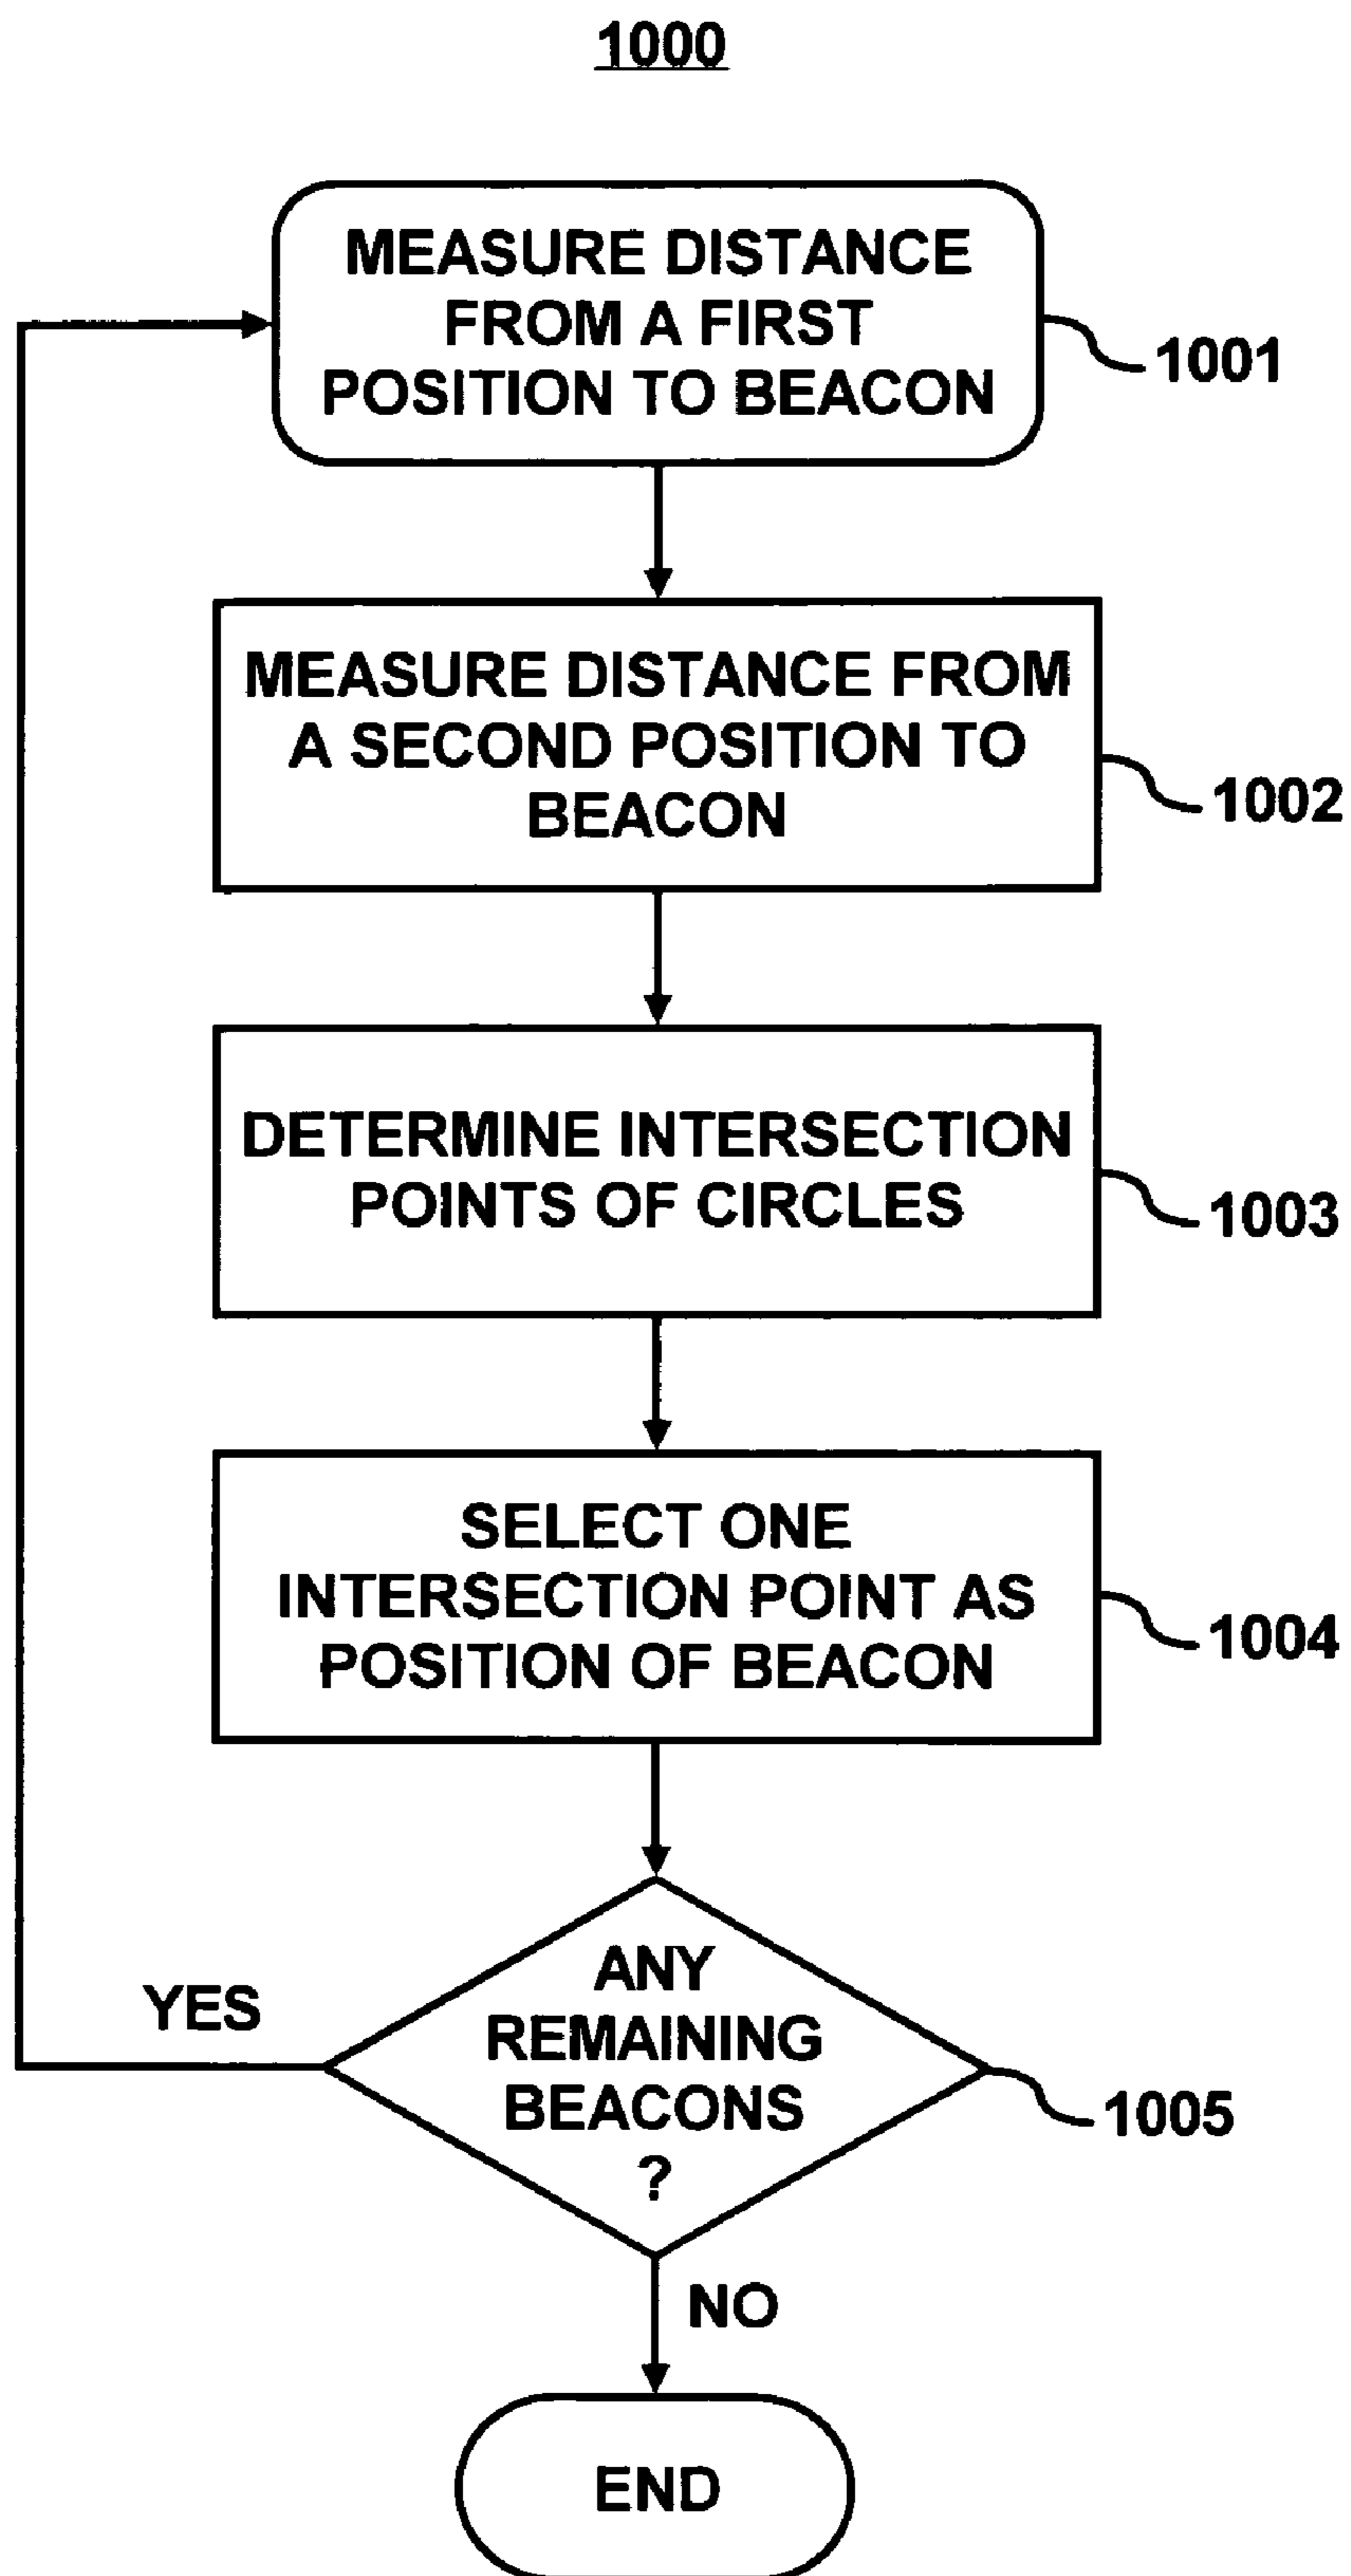 1000
MEASURE DISTANCE
FROM A FIRST
POSITION TO BEACON
1001
MEASURE DISTANCE FROM
A SECOND POSITION TO
BEACON
1002
DETERMINE INTERSECTION
POINTS OF CIRCLES
1003
SELECT ONE
INTERSECTION POINT AS
POSITION OF BEACON
1004
ANY
REMAINING
BEACONS
?
YES
1005
NO
END